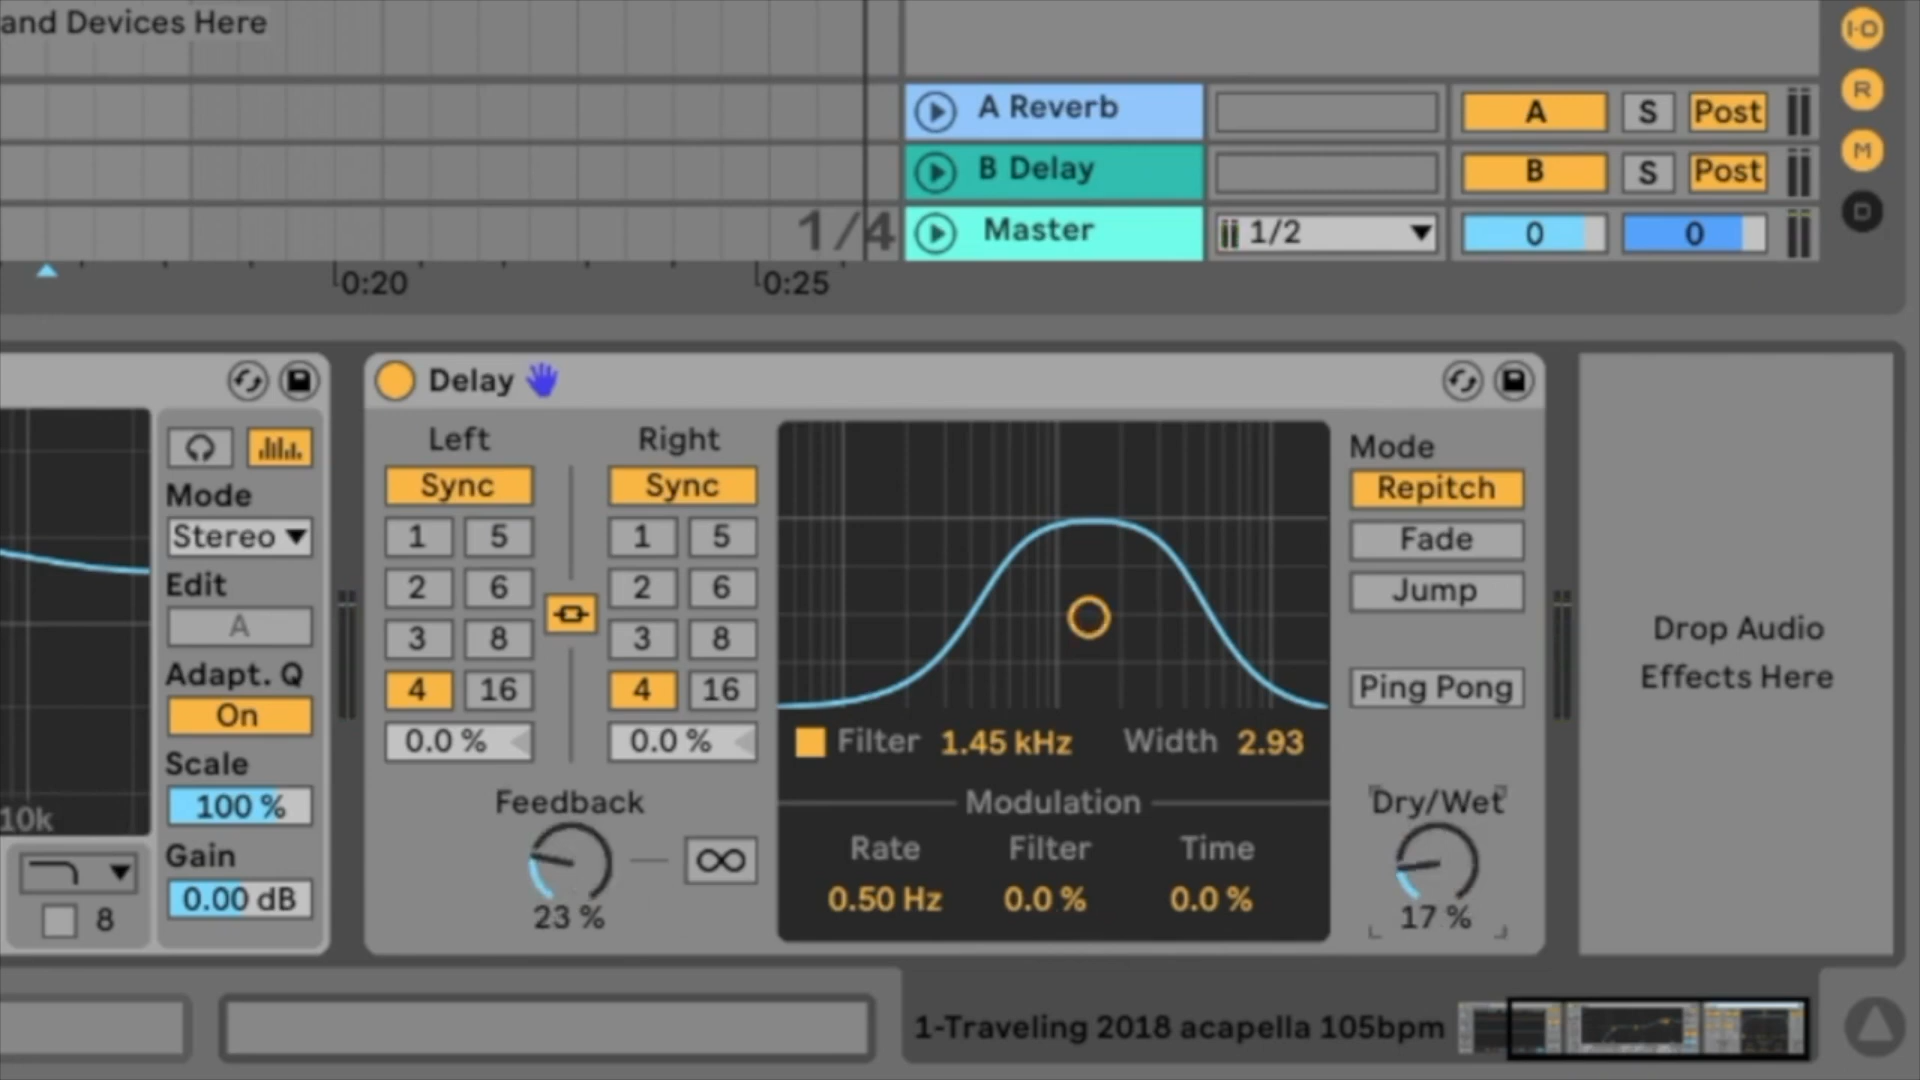 and Devices Here
I·O
A Reverb
A
S
Post
R
B Delay
B
S
Post
M
1/4
Master
1/2
0
0
D
0:20
0:25
Delay
Mode
Stereo
Edit
A
Adapt. Q
On
Scale
100 %
Gain
0.00 dB
10k
8
Left
Right
Sync
Sync
1
5
1
5
2
6
2
6
3
8
3
8
4
16
4
16
0.0 %
0.0 %
Feedback
23 %
Filter
1.45 kHz
Width
2.93
Modulation
Rate
Filter
Time
0.50 Hz
0.0 %
0.0 %
Mode
Repitch
Fade
Jump
Ping Pong
Dry/Wet
17 %
Drop Audio
Effects Here
1-Traveling 2018 acapella 105bpm